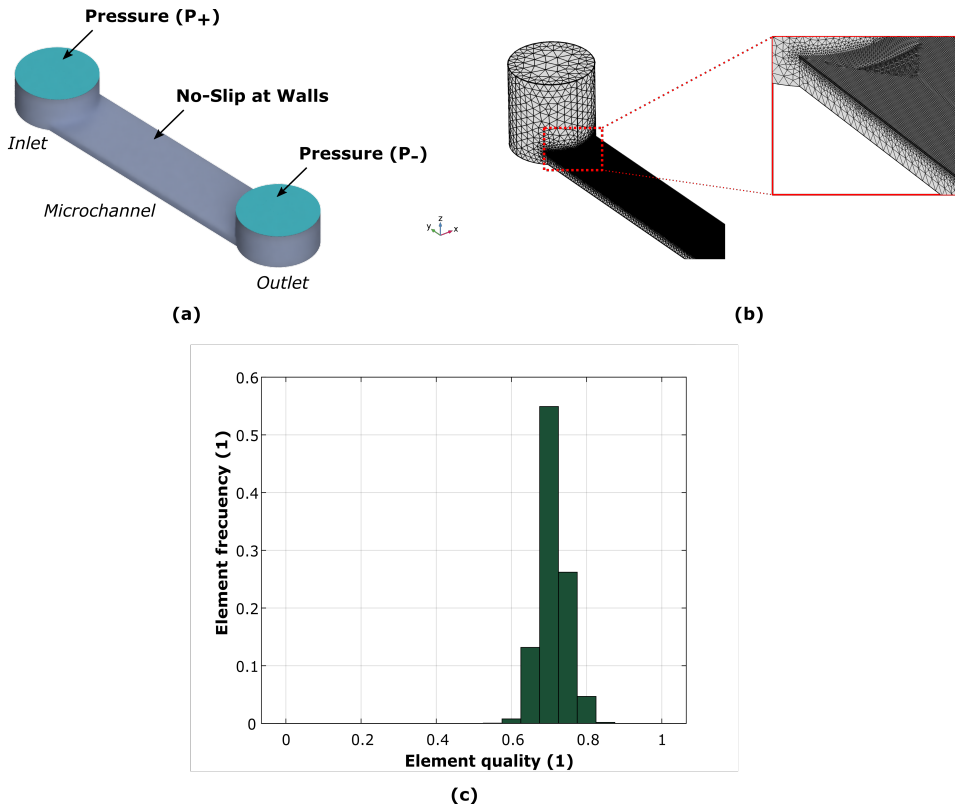 Pressure (P+)
No-Slip at Walls
Inlet
Pressure (P-)
Microchannel
Outlet
z
y
x
(a)
(b)
0.6
0.5
0.4
0.3
0.2
0.1
0
Element frecuency (1)
0 0.2 0.4 0.6 0.8 1
Element quality (1)
(c)